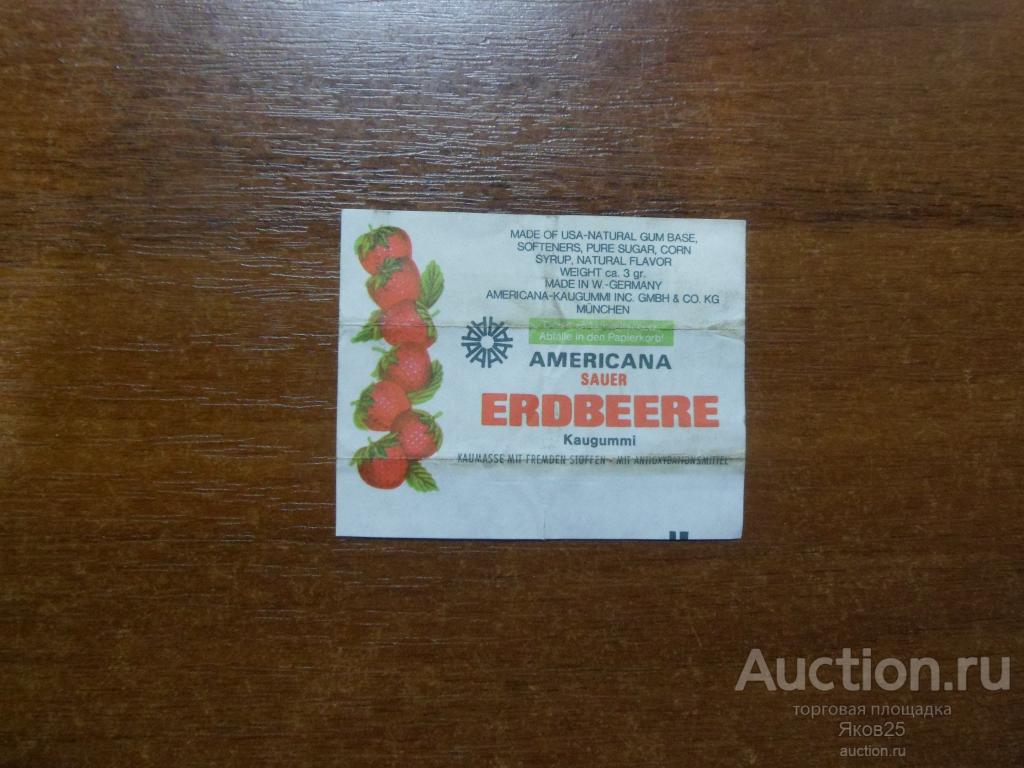 MADE OF USA-NATURAL GUM BASE,
SOFTENERS, PURE SUGAR, CORN
SYRUP, NATURAL FLAVOR
WEIGHT ca. 3 gr.
MADE IN W.-GERMANY
AMERICANA-KAUGUMMI INC. GMBH & CO. KG
MÜNCHEN
Abfälle in den Papierkorb!
AMERICANA
SAUER
ERDBEERE
Kaugummi
KAUMASSE MIT FREMDEN STOFFEN - MIT ANTIOXYDATIONSMITTEL
Auction.ru
торговая площадка
Яков25
auction.ru